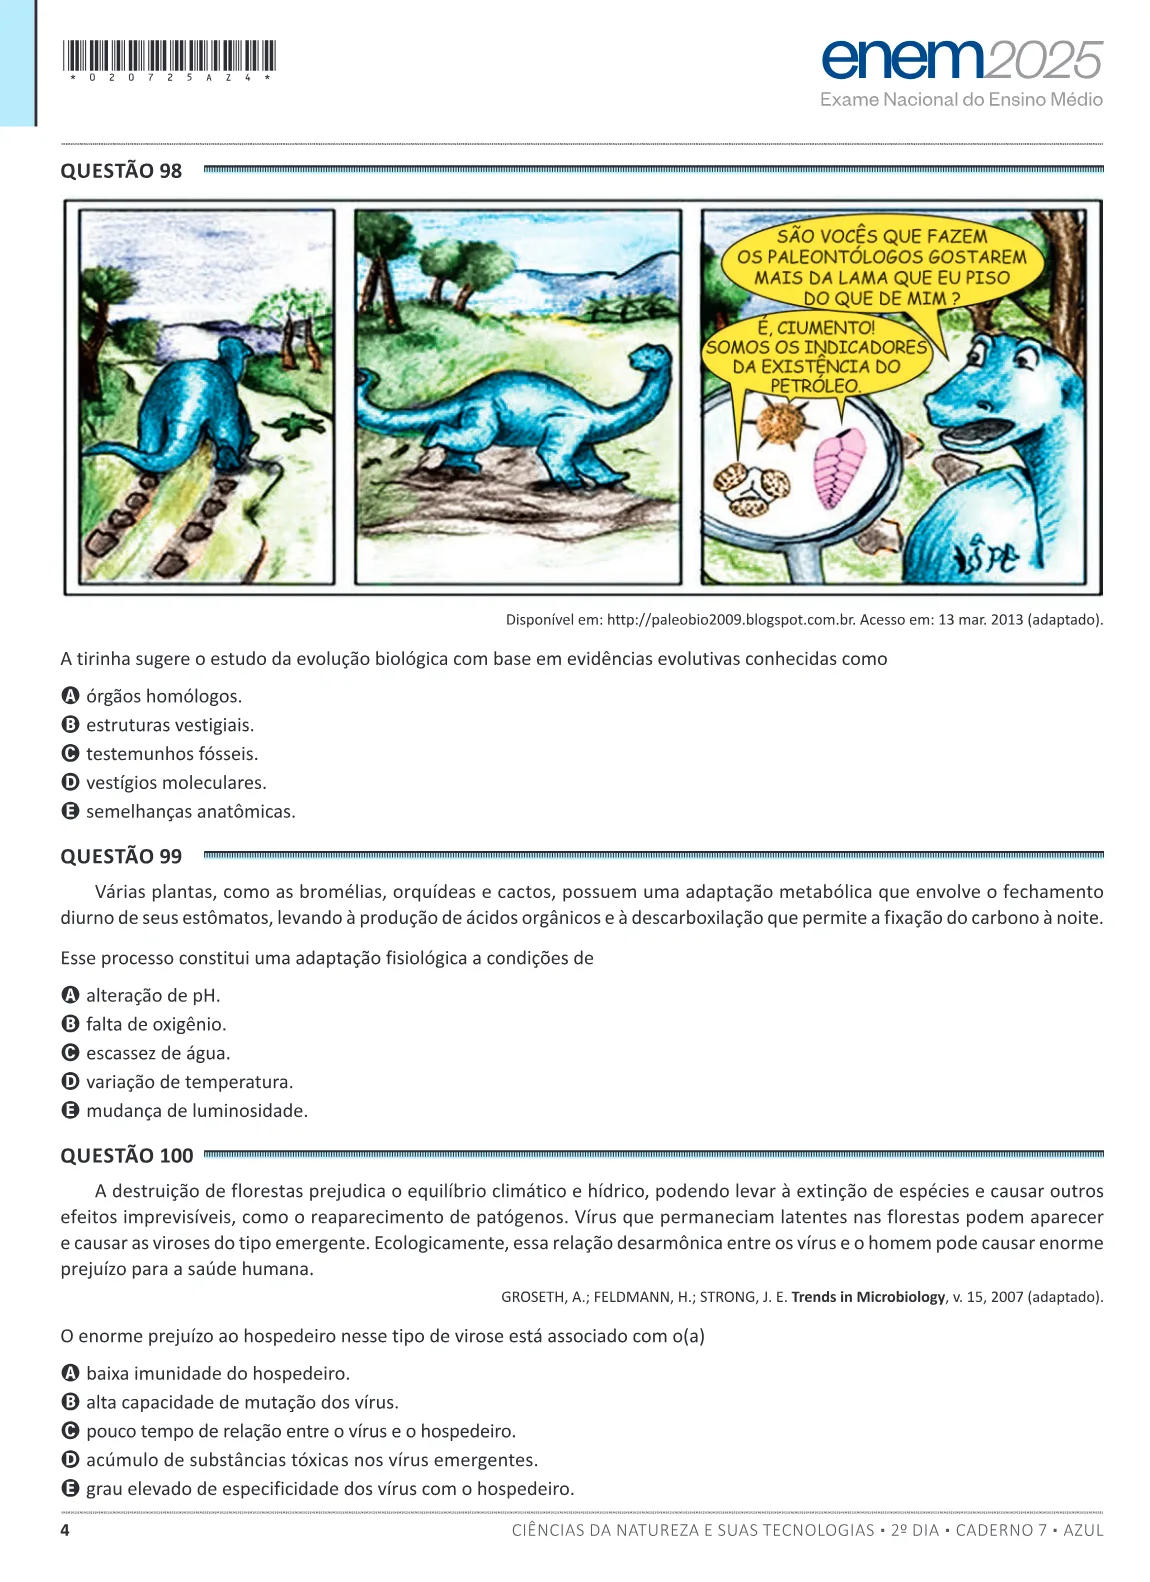 *020725AZ4*
enem2025
Exame Nacional do Ensino Médio
QUESTÃO 98
SÃO VOCÊS QUE FAZEM
OS PALEONTÓLOGOS GOSTAREM
MAIS DA LAMA QUE EU PISO
DO QUE DE MIM ?
É, CIUMENTO!
SOMOS OS INDICADORES
DA EXISTÊNCIA DO
PETRÓLEO.
Disponível em: http://paleobio2009.blogspot.com.br. Acesso em: 13 mar. 2013 (adaptado).
A tirinha sugere o estudo da evolução biológica com base em evidências evolutivas conhecidas como
A órgãos homólogos.
B estruturas vestigiais.
C testemunhos fósseis.
D vestígios moleculares.
E semelhanças anatômicas.
QUESTÃO 99
Várias plantas, como as bromélias, orquídeas e cactos, possuem uma adaptação metabólica que envolve o fechamento
diurno de seus estômatos, levando à produção de ácidos orgânicos e à descarboxilação que permite a fixação do carbono à noite.
Esse processo constitui uma adaptação fisiológica a condições de
A alteração de pH.
B falta de oxigênio.
C escassez de água.
D variação de temperatura.
E mudança de luminosidade.
QUESTÃO 100
A destruição de florestas prejudica o equilíbrio climático e hídrico, podendo levar à extinção de espécies e causar outros
efeitos imprevisíveis, como o reaparecimento de patógenos. Vírus que permaneciam latentes nas florestas podem aparecer
e causar as viroses do tipo emergente. Ecologicamente, essa relação desarmônica entre os vírus e o homem pode causar enorme
prejuízo para a saúde humana.
GROSETH, A.; FELDMANN, H.; STRONG, J. E. Trends in Microbiology, v. 15, 2007 (adaptado).
O enorme prejuízo ao hospedeiro nesse tipo de virose está associado com o(a)
A baixa imunidade do hospedeiro.
B alta capacidade de mutação dos vírus.
C pouco tempo de relação entre o vírus e o hospedeiro.
D acúmulo de substâncias tóxicas nos vírus emergentes.
E grau elevado de especificidade dos vírus com o hospedeiro.
4
CIÊNCIAS DA NATUREZA E SUAS TECNOLOGIAS • 2º DIA • CADERNO 7 • AZUL